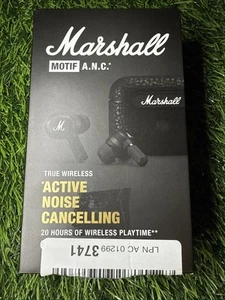 Marshall
MOTIF A.N.C.*
Marshall
M
TRUE WIRELESS
*ACTIVE
NOISE
CANCELLING
20 HOURS OF WIRELESS PLAYTIME**
LPN AC 01299
3741